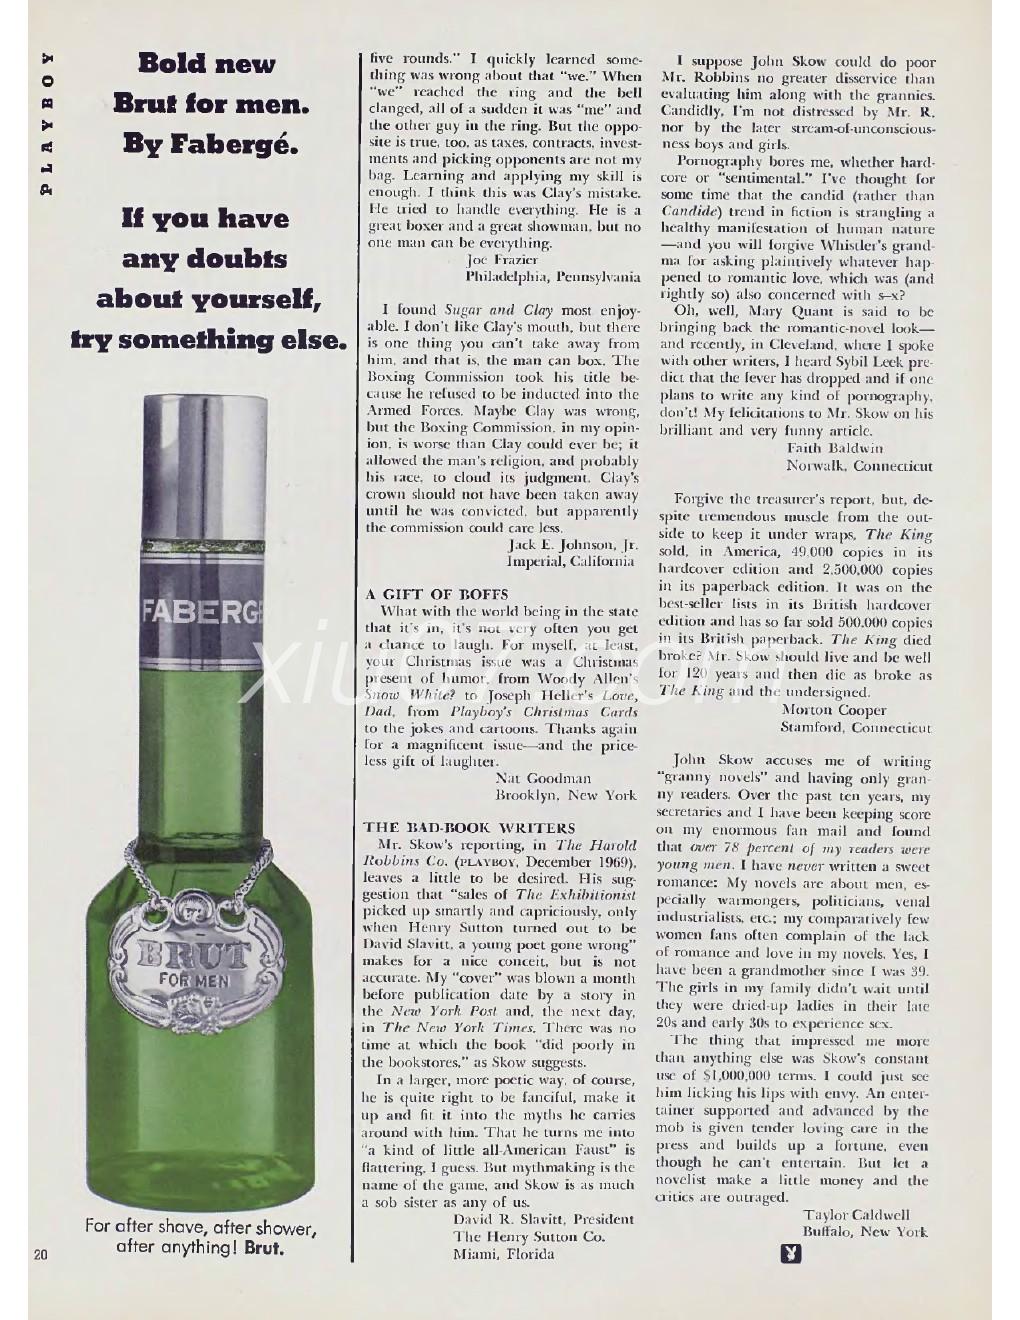 PLAYBOY
Bold new
Brut for men.
By Fabergé.
If you have
any doubts
about yourself,
try something else.
FABERGE
BRUT
FOR MEN
For after shave, after shower,
after anything! Brut.
20
five rounds." I quickly learned some-
thing was wrong about that "we." When
"we" reached the ring and the bell
clanged, all of a sudden it was "me" and
the other guy in the ring. But the oppo-
site is true, too, as taxes, contracts, invest-
ments and picking opponents are not my
bag. Learning and applying my skill is
enough. I think this was Clay's mistake.
He tried to handle everything. He is a
great boxer and a great showman, but no
one man can be everything.
Joe Frazier
Philadelphia, Pennsylvania
I found Sugar and Clay most enjoy-
able. I don't like Clay's mouth, but there
is one thing you can't take away from
him, and that is, the man can box. The
Boxing Commission took his title be-
cause he refused to be inducted into the
Armed Forces. Maybe Clay was wrong,
but the Boxing Commission, in my opin-
ion, is worse than Clay could ever be; it
allowed the man's religion, and probably
his race, to cloud its judgment. Clay's
crown should not have been taken away
until he was convicted, but apparently
the commission could care less.
Jack E. Johnson, Jr.
Imperial, California
A GIFT OF BOFFS
What with the world being in the state
that it's in, it's not very often you get
a chance to laugh. For myself, at least,
your Christmas issue was a Christmas
present of humor, from Woody Allen's
Snow White? to Joseph Heller's Love,
Dad, from Playboy's Christmas Cards
to the jokes and cartoons. Thanks again
for a magnificent issue—and the price-
less gift of laughter.
Nat Goodman
Brooklyn, New York
THE BAD-BOOK WRITERS
Mr. Skow's reporting, in The Harold
Robbins Co. (PLAYBOY, December 1969),
leaves a little to be desired. His sug-
gestion that "sales of The Exhibitionist
picked up smartly and capriciously, only
when Henry Sutton turned out to be
David Slavitt, a young poet gone wrong"
makes for a nice conceit, but is not
accurate. My "cover" was blown a month
before publication date by a story in
the New York Post and, the next day,
in The New York Times. There was no
time at which the book "did poorly in
the bookstores," as Skow suggests.
In a larger, more poetic way, of course,
he is quite right to be fanciful, make it
up and fit it into the myths he carries
around with him. That he turns me into
"a kind of little all-American Faust" is
flattering, I guess. But mythmaking is the
name of the game, and Skow is as much
a sob sister as any of us.
David R. Slavitt, President
The Henry Sutton Co.
Miami, Florida
I suppose John Skow could do poor
Mr. Robbins no greater disservice than
evaluating him along with the grannies.
Candidly, I'm not distressed by Mr. R.
nor by the later stream-of-unconscious-
ness boys and girls.
Pornography bores me, whether hard-
core or "sentimental." I've thought for
some time that the candid (rather than
Candide) trend in fiction is strangling a
healthy manifestation of human nature
—and you will forgive Whistler's grand-
ma for asking plaintively whatever hap-
pened to romantic love, which was (and
rightly so) also concerned with s–x?
Oh, well, Mary Quant is said to be
bringing back the romantic-novel look—
and recently, in Cleveland, where I spoke
with other writers, I heard Sybil Leek pre-
dict that the fever has dropped and if one
plans to write any kind of pornography,
don't! My felicitations to Mr. Skow on his
brilliant and very funny article.
Faith Baldwin
Norwalk, Connecticut
Forgive the treasurer's report, but, de-
spite tremendous muscle from the out-
side to keep it under wraps, The King
sold, in America, 49,000 copies in its
hardcover edition and 2,500,000 copies
in its paperback edition. It was on the
best-seller lists in its British hardcover
edition and has so far sold 500,000 copies
in its British paperback. The King died
broke? Mr. Skow should live and be well
for 120 years and then die as broke as
The King and the undersigned.
Morton Cooper
Stamford, Connecticut
John Skow accuses me of writing
"granny novels" and having only gran-
ny readers. Over the past ten years, my
secretaries and I have been keeping score
on my enormous fan mail and found
that over 78 percent of my readers were
young men. I have never written a sweet
romance: My novels are about men, es-
pecially warmongers, politicians, venal
industrialists, etc.; my comparatively few
women fans often complain of the lack
of romance and love in my novels. Yes, I
have been a grandmother since I was 39.
The girls in my family didn't wait until
they were dried-up ladies in their late
20s and early 30s to experience sex.
The thing that impressed me more
than anything else was Skow's constant
use of $1,000,000 terms. I could just see
him licking his lips with envy. An enter-
tainer supported and advanced by the
mob is given tender loving care in the
press and builds up a fortune, even
though he can't entertain. But let a
novelist make a little money and the
critics are outraged.
Taylor Caldwell
Buffalo, New York
xiu07.com